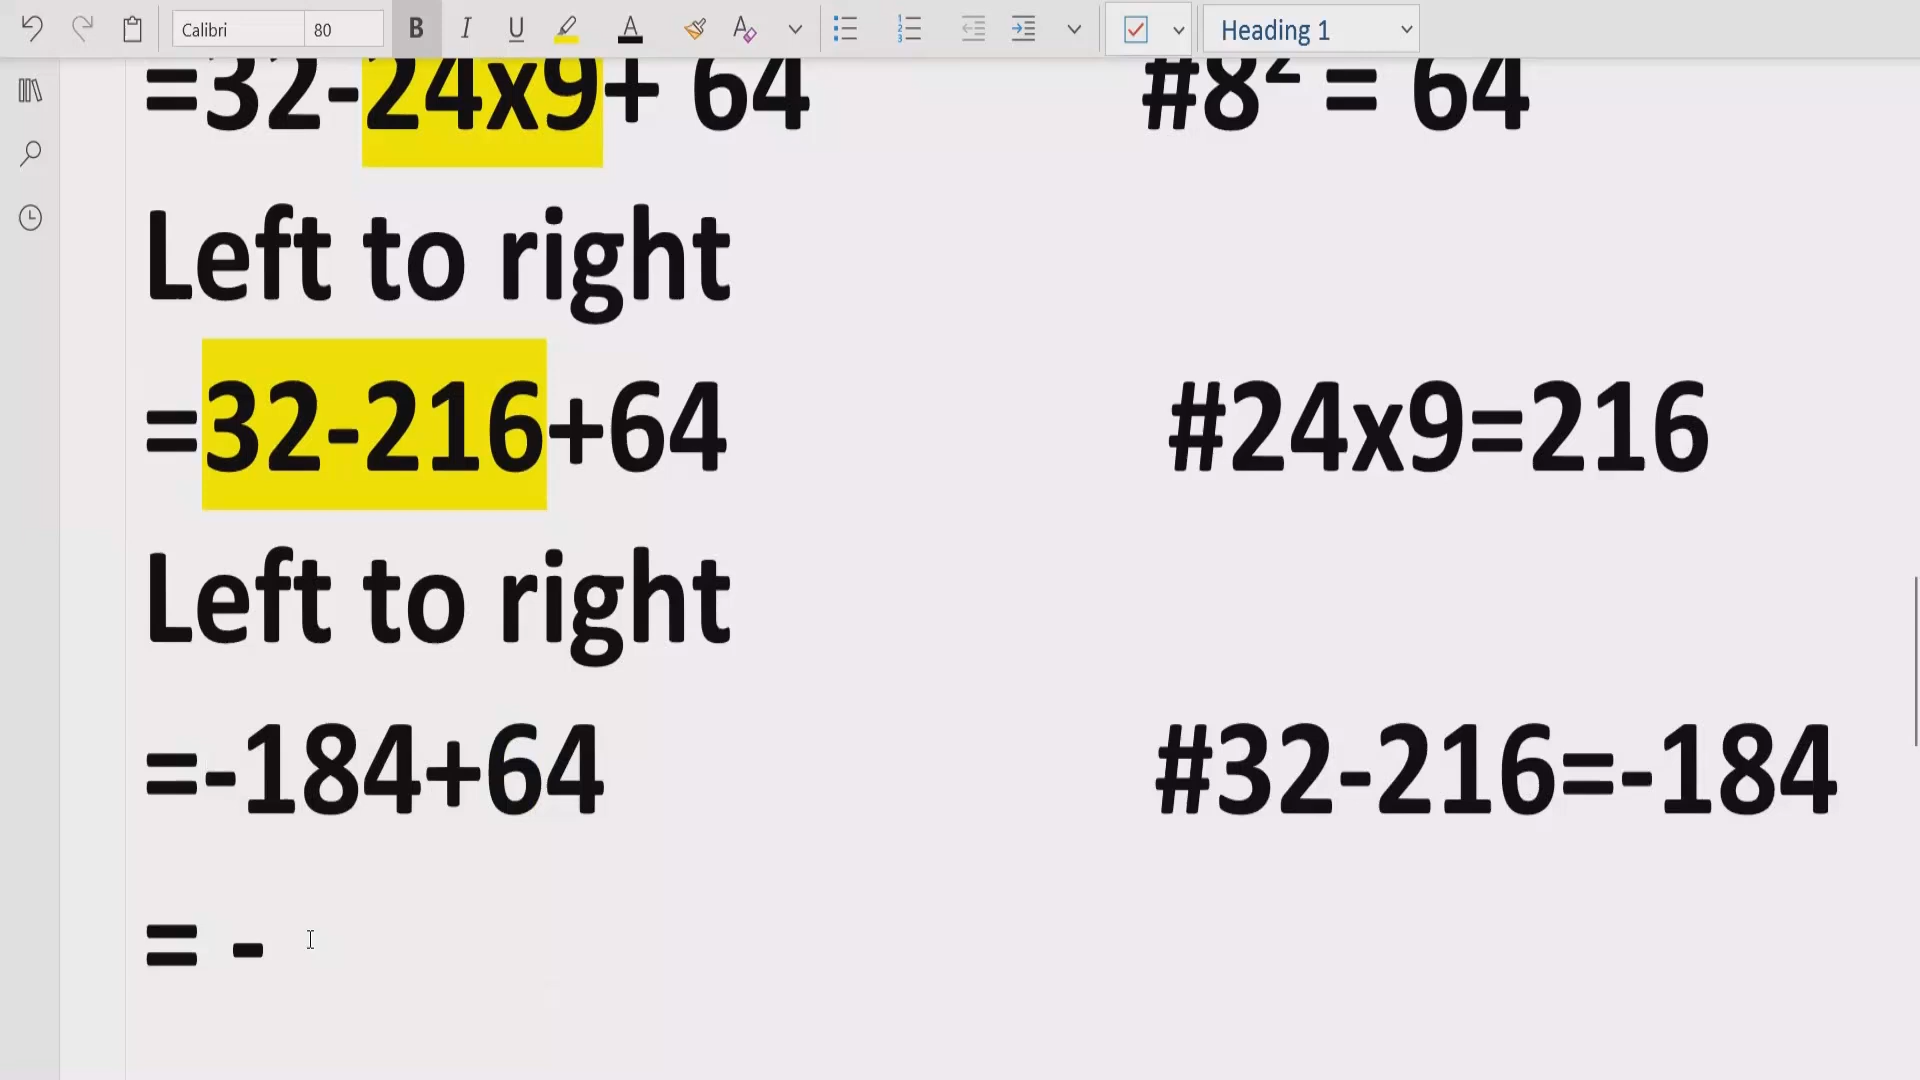 Calibri 80 B I U A A Heading 1
=32-24x9+ 64 #8² = 64
Left to right
=32-216+64 #24x9=216
Left to right
=-184+64 #32-216=-184
= -